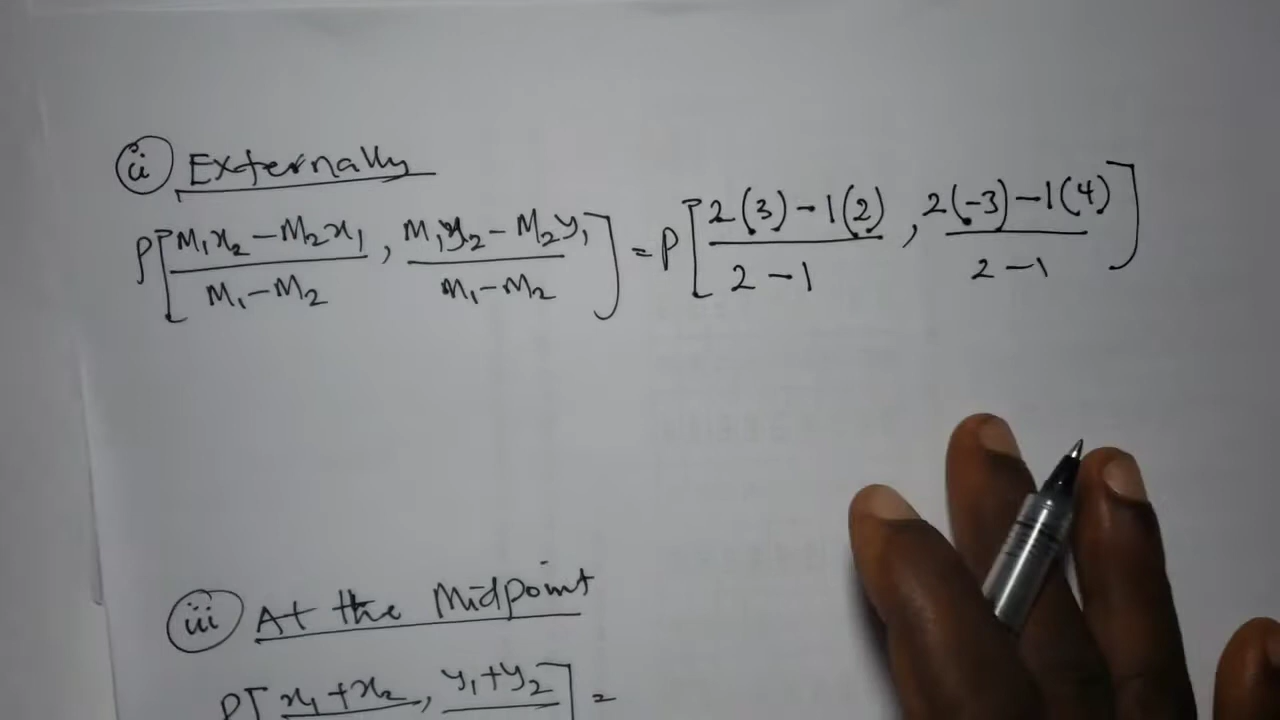 (ii) Externally
P[(M₁x₂ - M₂x₁)/(M₁ - M₂), (M₁y₂ - M₂y₁)/(M₁ - M₂)] = P[(2(3) - 1(2))/(2 - 1), (2(-3) - 1(4))/(2 - 1)]
(iii) At the Midpoint
P[x₁ + x₂, y₁ + y₂] =